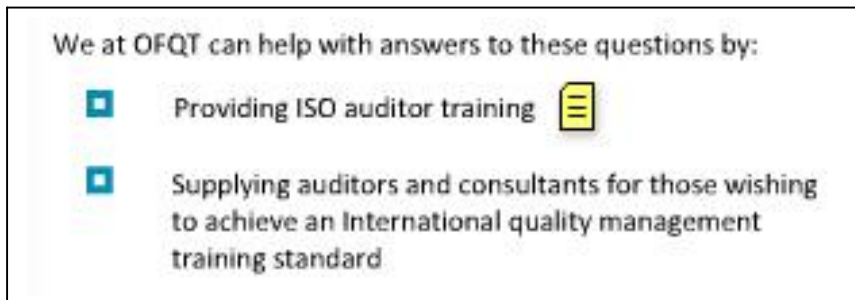 We at OFQT can help with answers to these questions by:
Providing ISO auditor training
Supplying auditors and consultants for those wishing
to achieve an International quality management
training standard